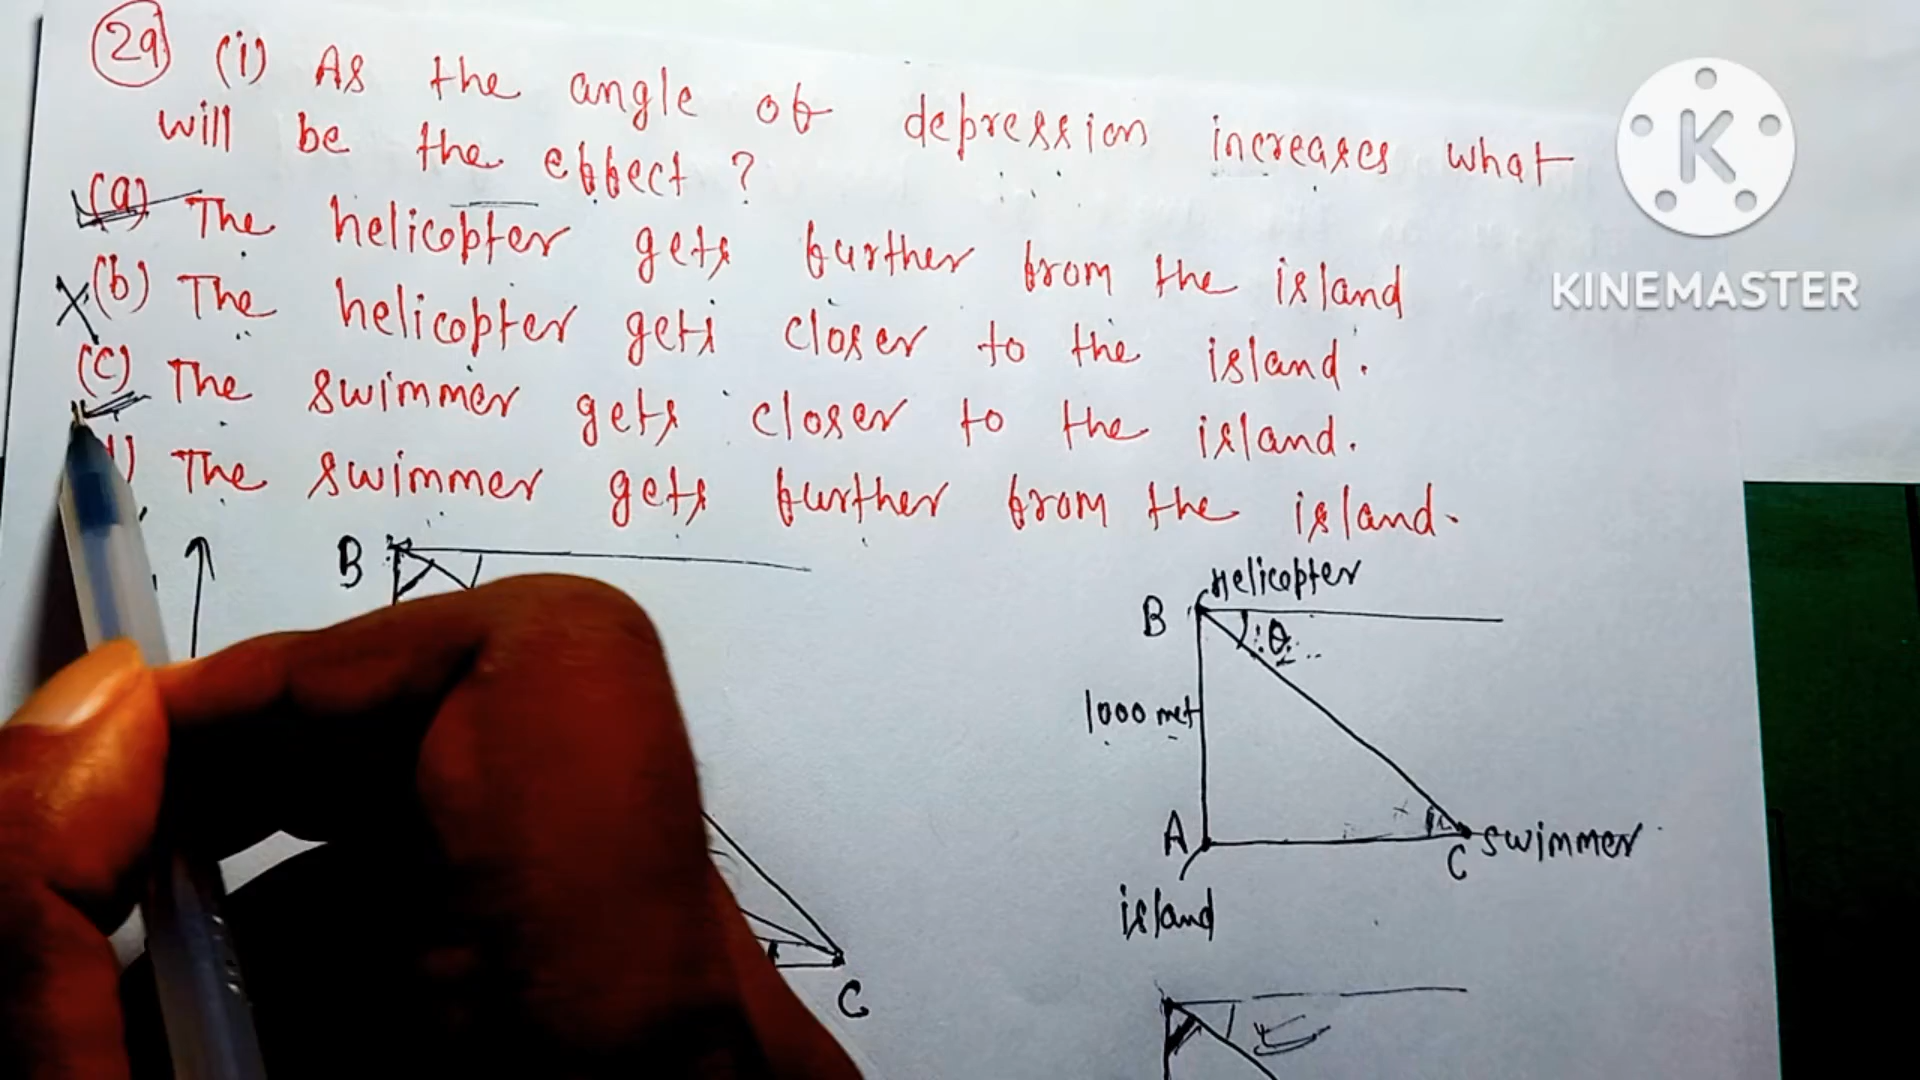 29 (i) As the angle of depression increases what
will be the effect ?
(a) The helicopter gets further from the island
(b) The helicopter gets closer to the island.
(c) The swimmer gets closer to the island.
The swimmer gets further from the island.
B
C
Helicopter
B
θ
1000 met
A
C swimmer
island
K
KINEMASTER